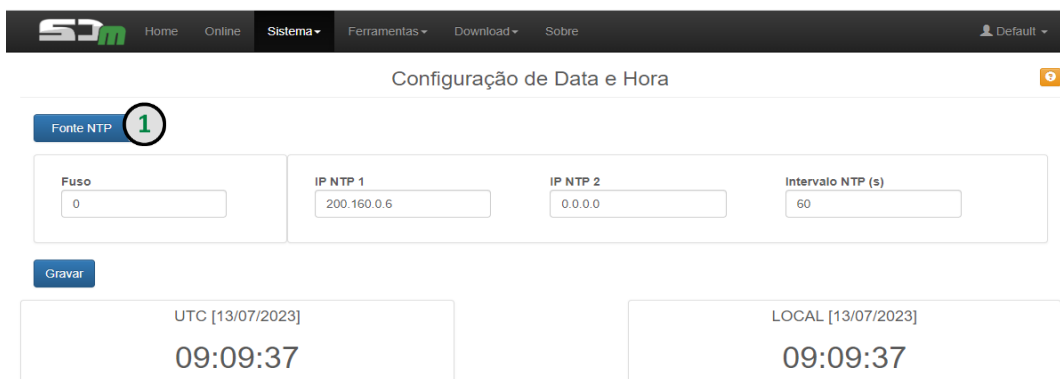 SDm Home Online Sistema Ferramentas Download Sobre Default
Configuração de Data e Hora
Fonte NTP 1
Fuso IP NTP 1 IP NTP 2 Intervalo NTP (s)
0 200.160.0.6 0.0.0.0 60
Gravar
UTC [13/07/2023] LOCAL [13/07/2023]
09:09:37 09:09:37